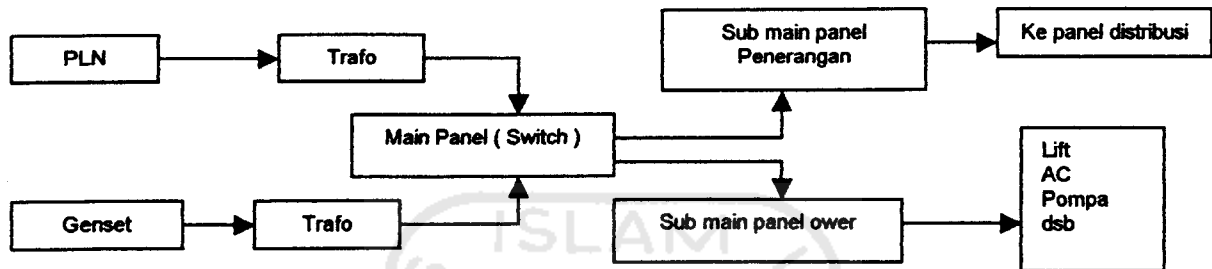 PLN
Trafo
Sub main panel
Penerangan
Ke panel distribusi
Main Panel ( Switch )
Genset
Trafo
Sub main panel ower
Lift
AC
Pompa
dsb
ISLAM